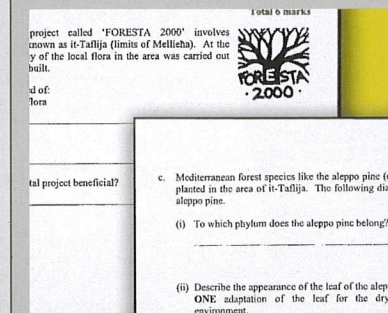 Total 6 marks
project called 'FORESTA 2000' involves
known as it-Taflija (limits of Mellieha). At the
y of the local flora in the area was carried out
built.
FORESTA
· 2000 ·
d of:
flora
tal project beneficial?
c. Mediterranean forest species like the aleppo pine (
planted in the area of it-Taflija. The following dia
aleppo pine.
(i) To which phylum does the aleppo pine belong?
(ii) Describe the appearance of the leaf of the alep
ONE adaptation of the leaf for the dry
environment.